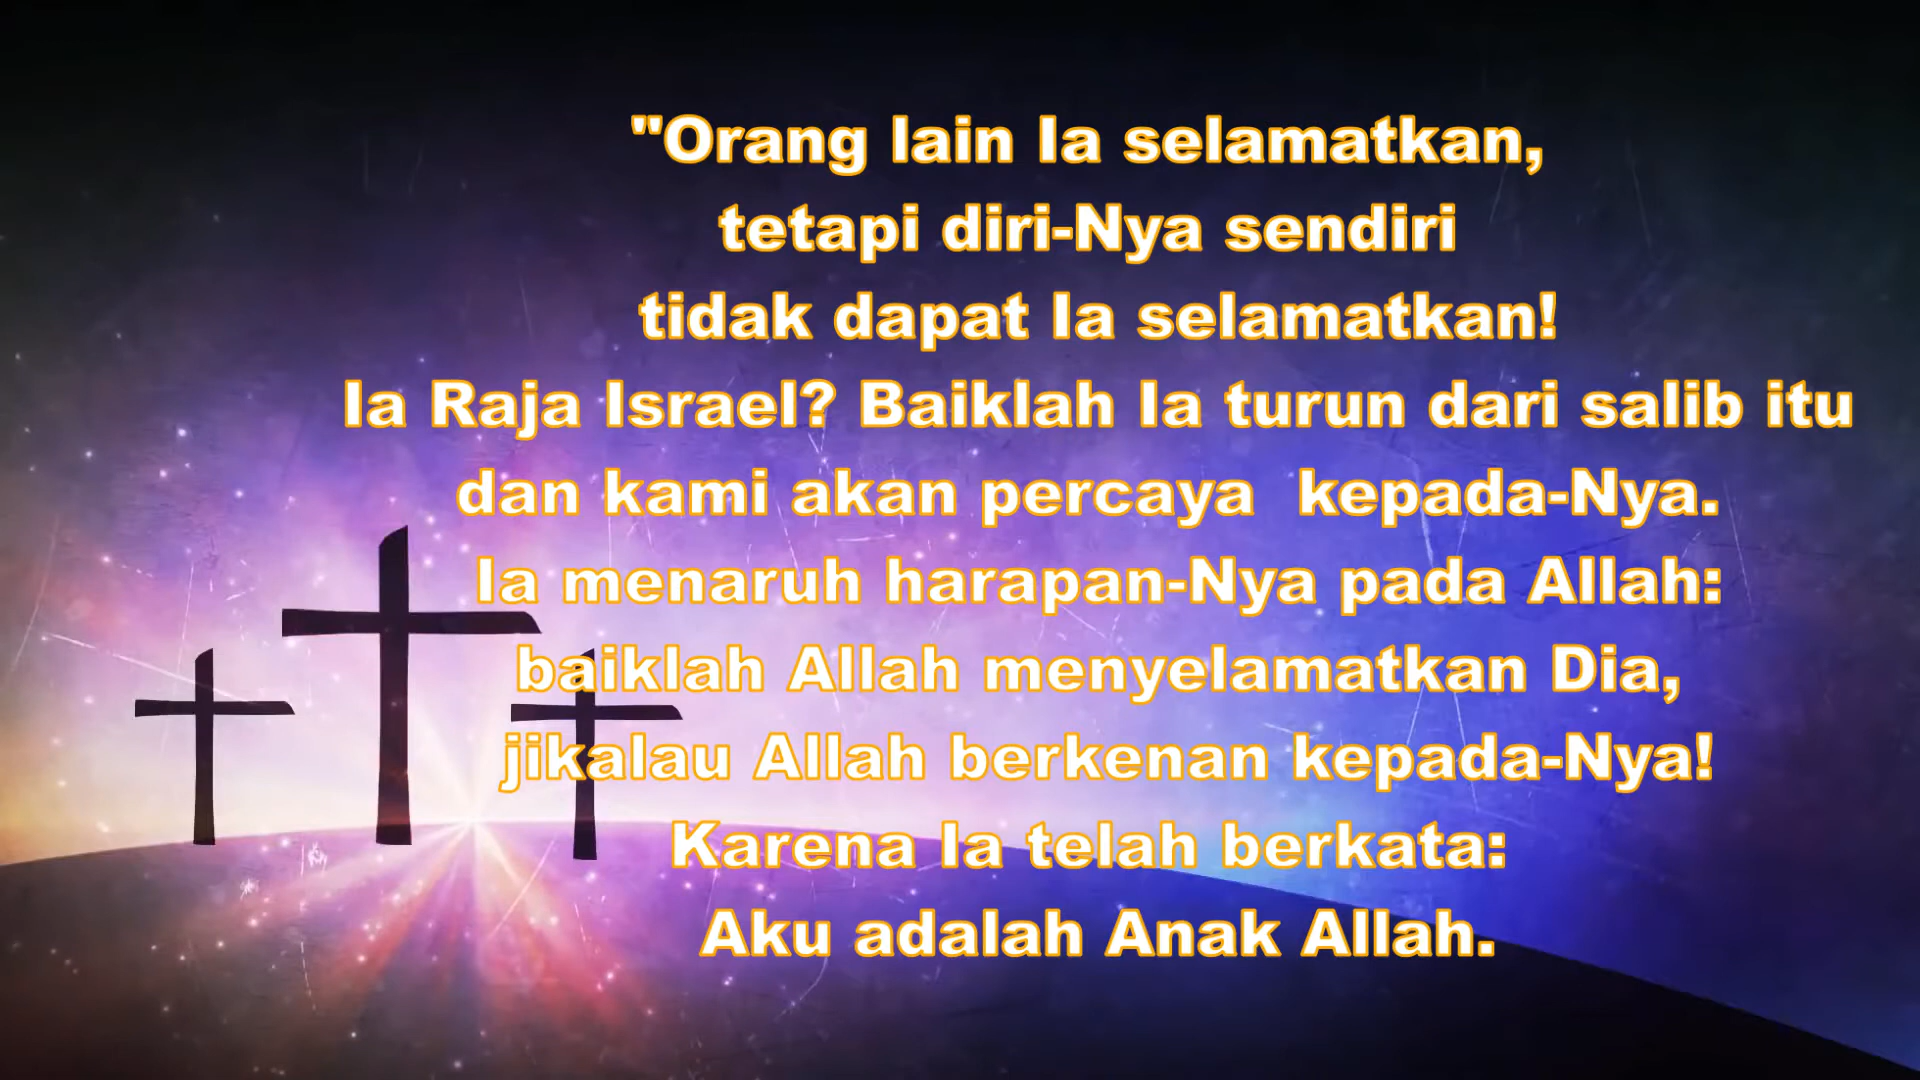 "Orang lain Ia selamatkan,
tetapi diri-Nya sendiri
tidak dapat Ia selamatkan!
Ia Raja Israel? Baiklah Ia turun dari salib itu
dan kami akan percaya  kepada-Nya.
Ia menaruh harapan-Nya pada Allah:
baiklah Allah menyelamatkan Dia,
jikalau Allah berkenan kepada-Nya!
Karena Ia telah berkata:
Aku adalah Anak Allah.